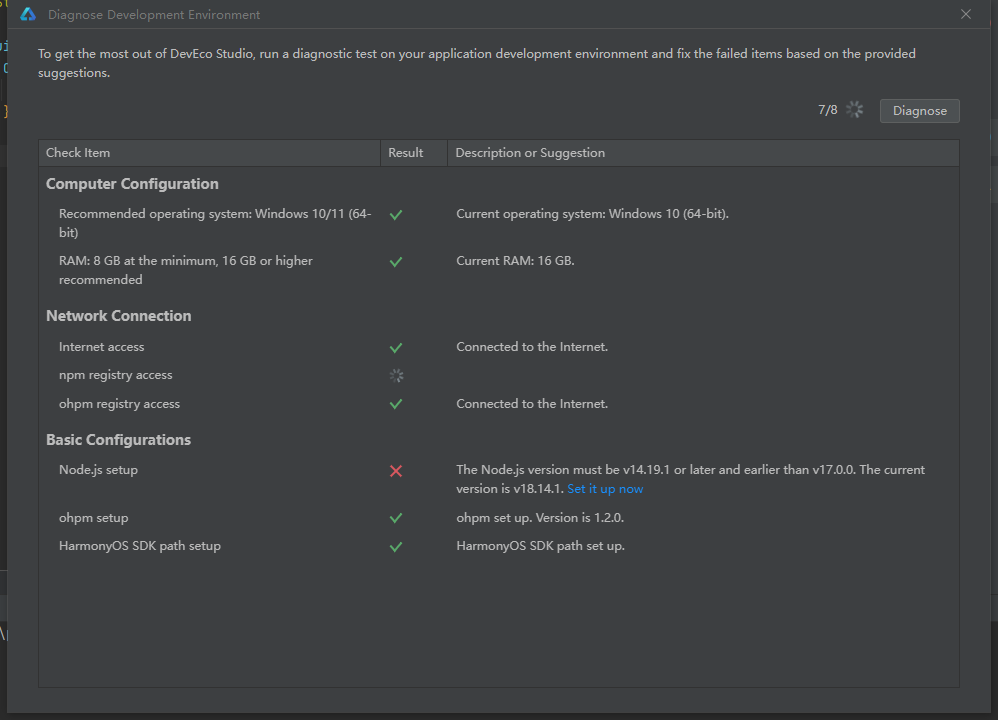 Diagnose Development Environment
To get the most out of DevEco Studio, run a diagnostic test on your application development environment and fix the failed items based on the provided
suggestions.
7/8
Diagnose
Check Item Result Description or Suggestion
Computer Configuration
Recommended operating system: Windows 10/11 (64- Current operating system: Windows 10 (64-bit).
bit)
RAM: 8 GB at the minimum, 16 GB or higher Current RAM: 16 GB.
recommended
Network Connection
Internet access Connected to the Internet.
npm registry access
ohpm registry access Connected to the Internet.
Basic Configurations
Node.js setup The Node.js version must be v14.19.1 or later and earlier than v17.0.0. The current
version is v18.14.1. Set it up now
ohpm setup ohpm set up. Version is 1.2.0.
HarmonyOS SDK path setup HarmonyOS SDK path set up.